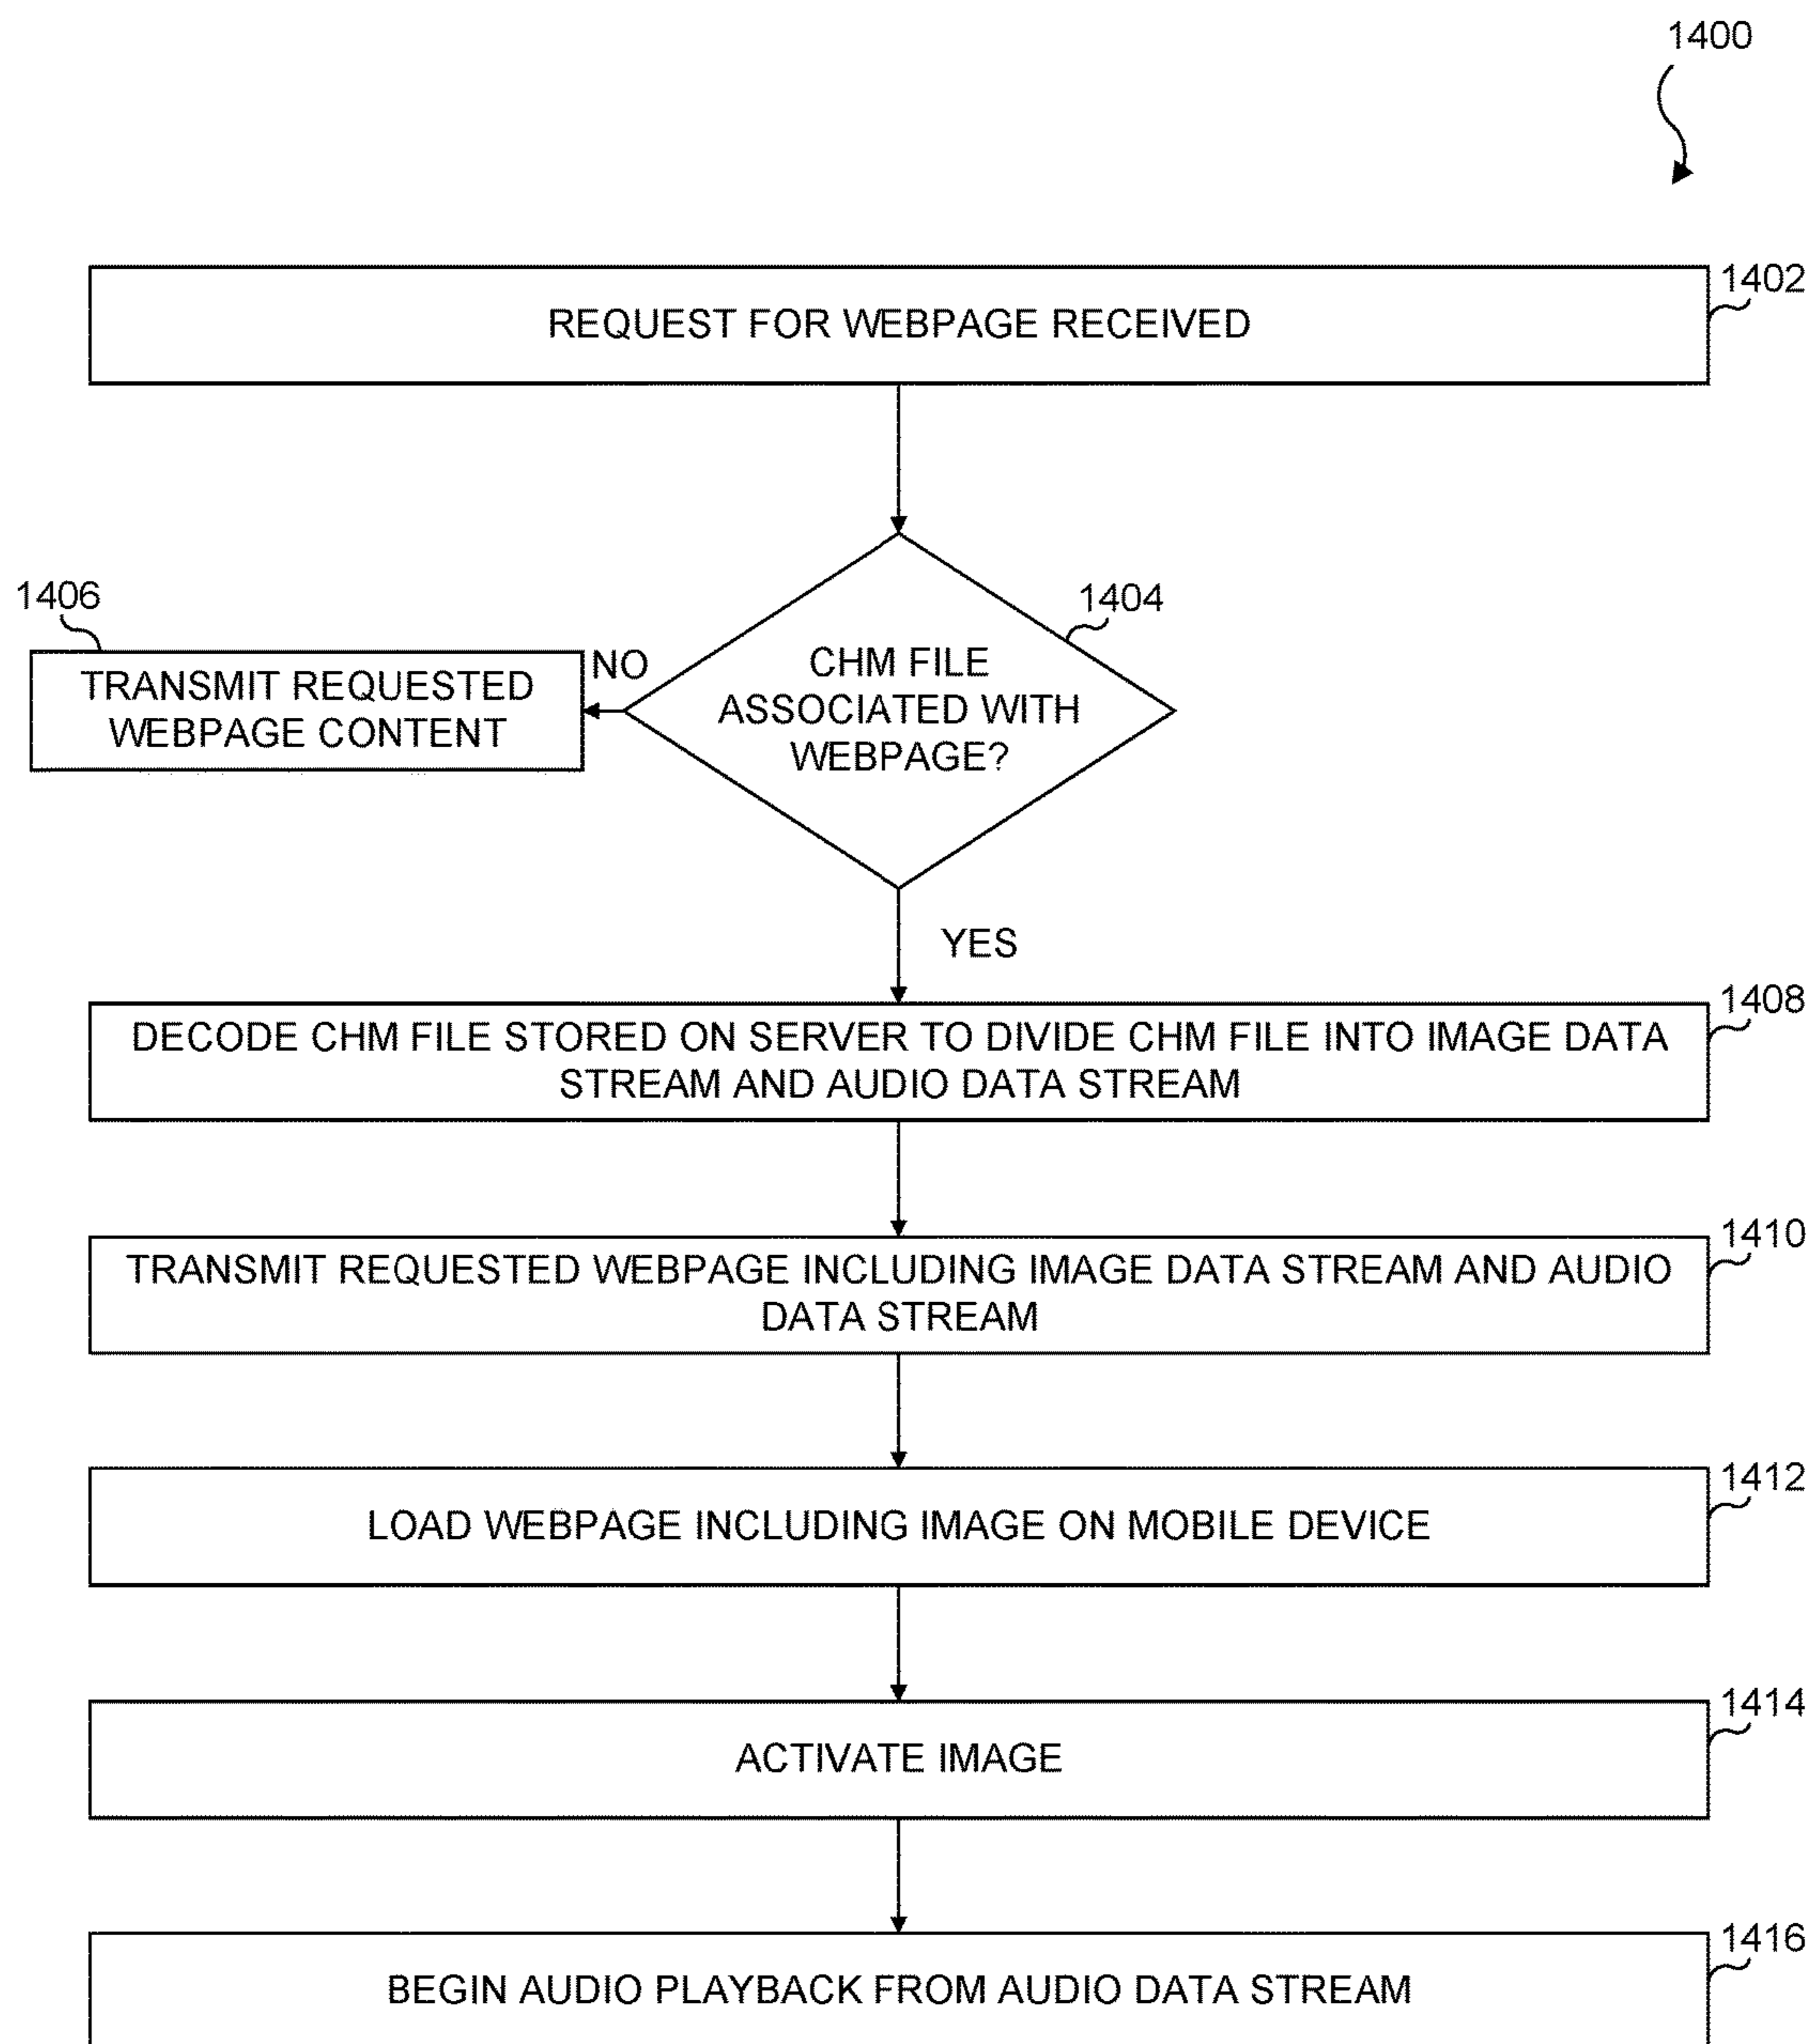 1400
REQUEST FOR WEBPAGE RECEIVED
1402
1404
CHM FILE
ASSOCIATED WITH
WEBPAGE?
NO
1406
TRANSMIT REQUESTED
WEBPAGE CONTENT
YES
DECODE CHM FILE STORED ON SERVER TO DIVIDE CHM FILE INTO IMAGE DATA
STREAM AND AUDIO DATA STREAM
1408
TRANSMIT REQUESTED WEBPAGE INCLUDING IMAGE DATA STREAM AND AUDIO
DATA STREAM
1410
LOAD WEBPAGE INCLUDING IMAGE ON MOBILE DEVICE
1412
ACTIVATE IMAGE
1414
BEGIN AUDIO PLAYBACK FROM AUDIO DATA STREAM
1416